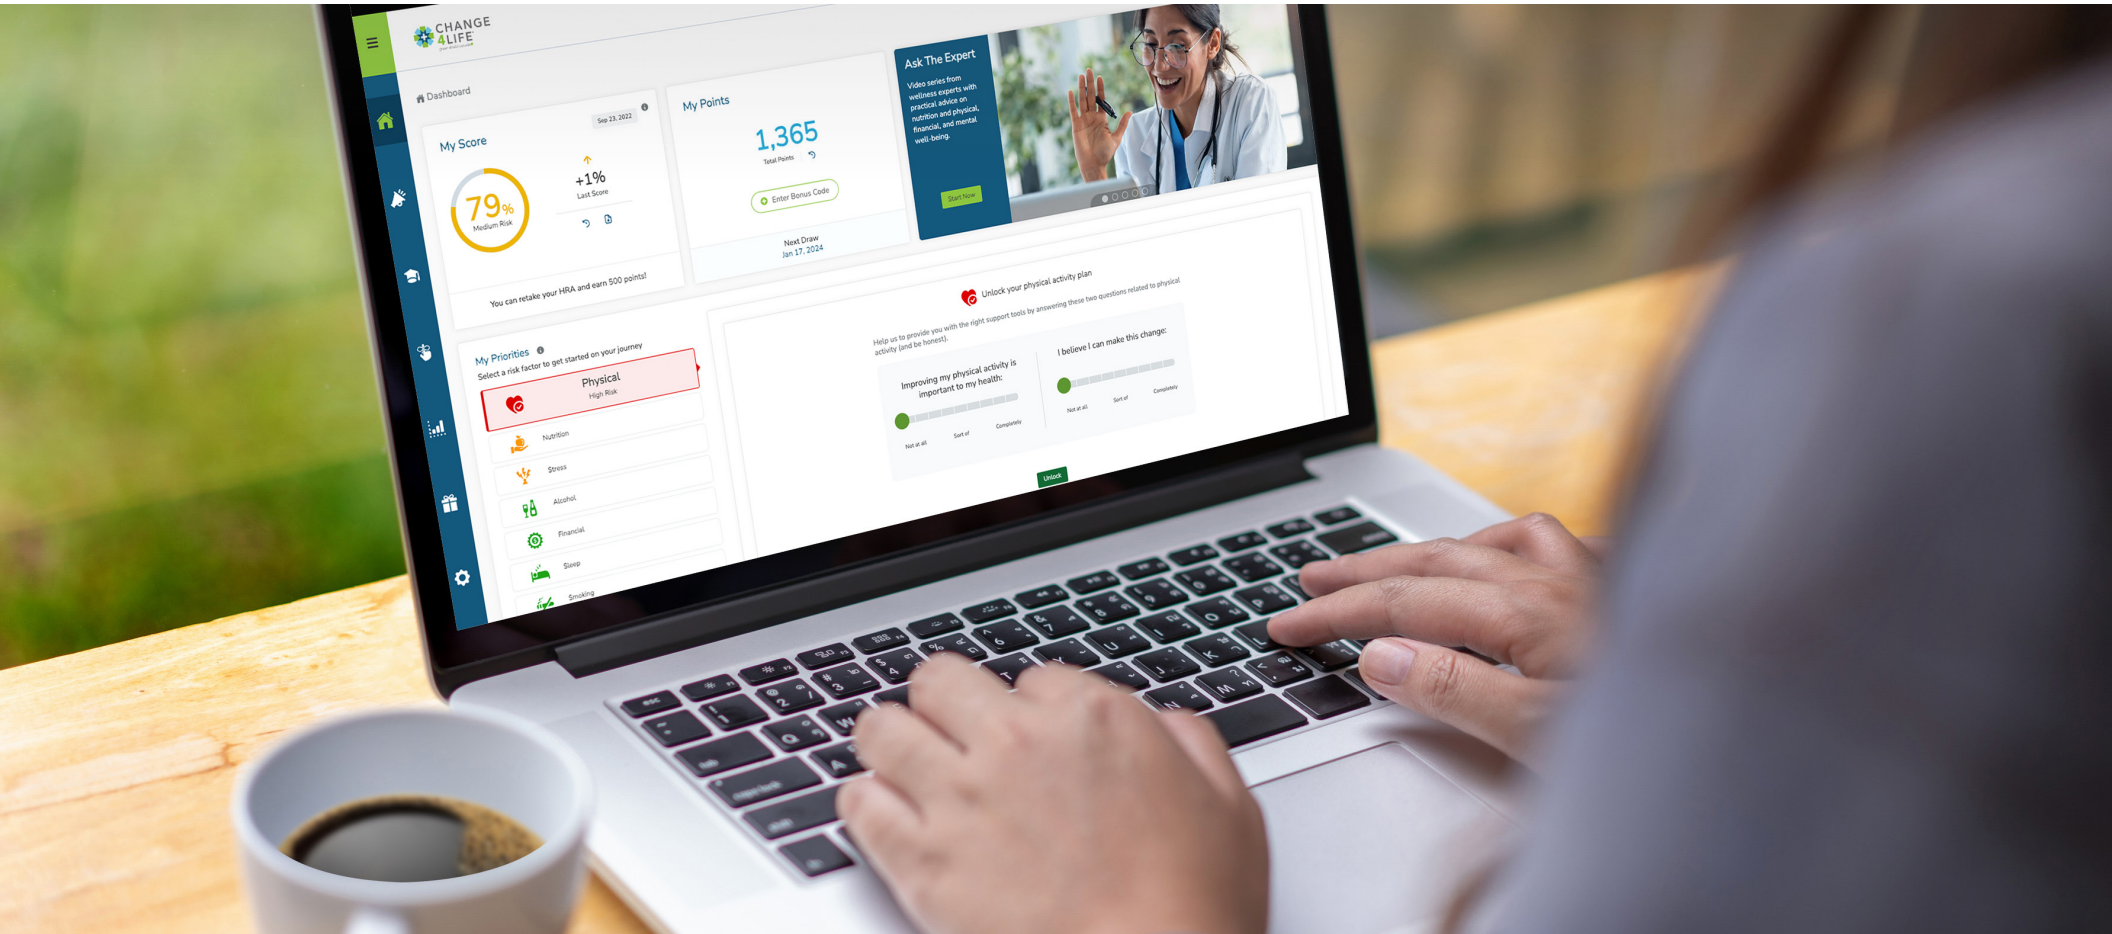 CHANGE
4LIFE
Dashboard
My Score
Sep 23, 2022
79%
Medium Risk
+1%
Last Score
You can retake your HRA and earn 500 points!
My Points
1,365
Total Points
Enter Bonus Code
Next Draw
Jan 17, 2024
Ask The Expert
Video series from
wellness experts with
practical advice on
nutrition and physical,
financial, and mental
well-being.
Start Now
My Priorities
Select a risk factor to get started on your journey
Physical
High Risk
Nutrition
Stress
Alcohol
Financial
Sleep
Smoking
Unlock your physical activity plan
Help us to provide you with the right support tools by answering these two questions related to physical
activity (and be honest).
Improving my physical activity is
important to my health:
Not at all
Sort of
Completely
I believe I can make this change:
Not at all
Sort of
Completely
Unlock
esc